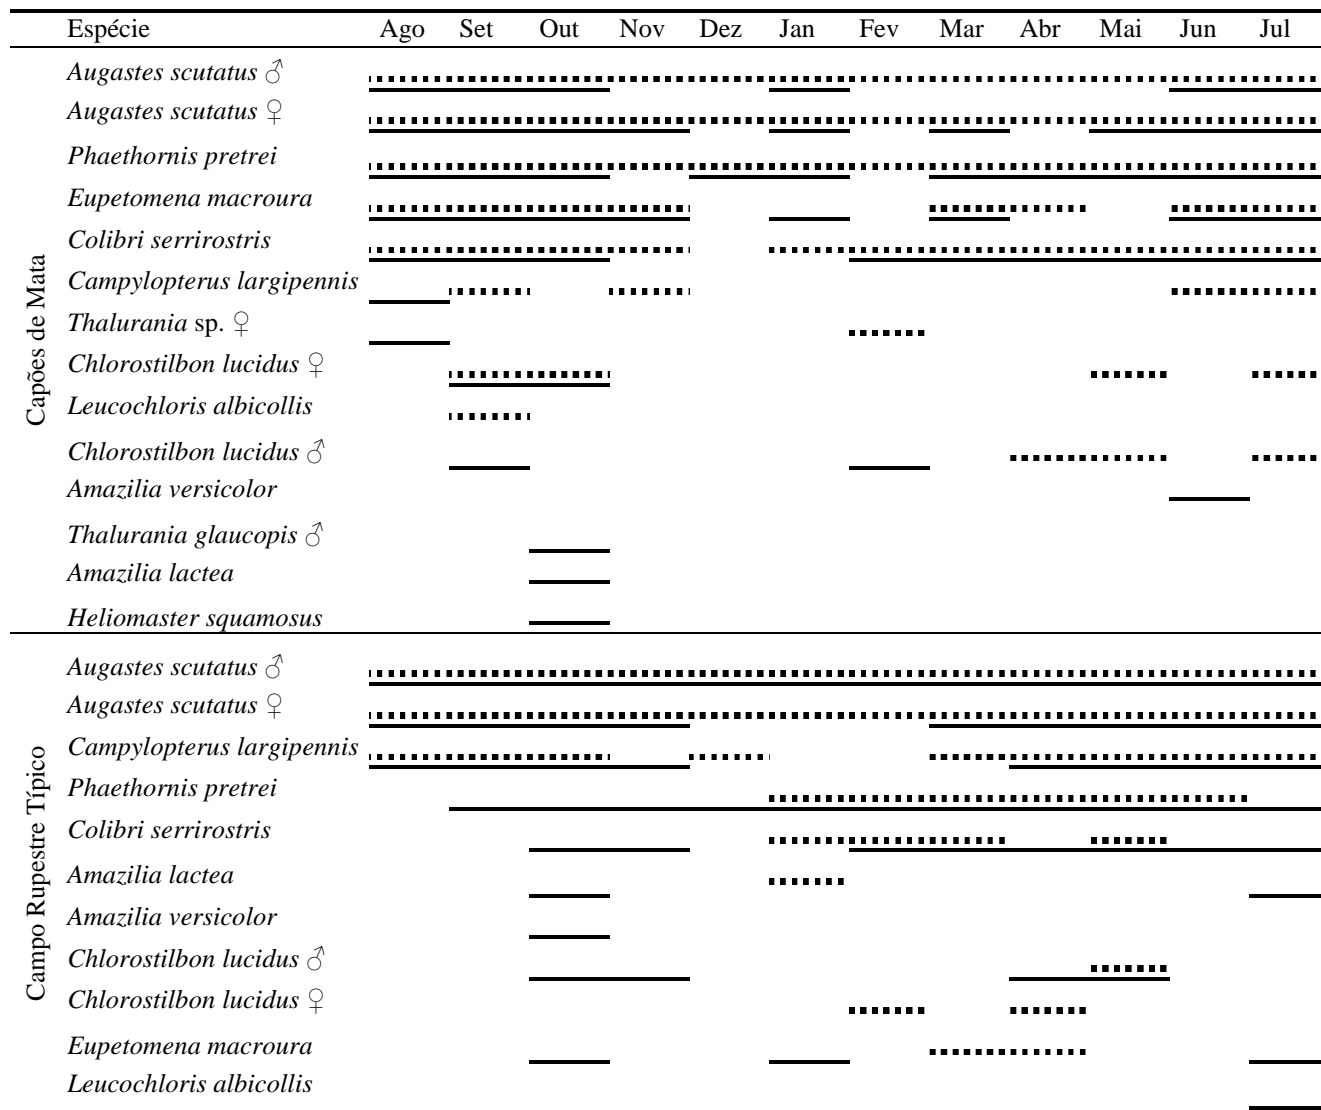 Espécie Ago Set Out Nov Dez Jan Fev Mar Abr Mai Jun Jul
Capões de Mata
Augastes scutatus ♂
Augastes scutatus ♀
Phaethornis pretrei
Eupetomena macroura
Colibri serrirostris
Campylopterus largipennis
Thalurania sp. ♀
Chlorostilbon lucidus ♀
Leucochloris albicollis
Chlorostilbon lucidus ♂
Amazilia versicolor
Thalurania glaucopis ♂
Amazilia lactea
Heliomaster squamosus
Campo Rupestre Típico
Augastes scutatus ♂
Augastes scutatus ♀
Campylopterus largipennis
Phaethornis pretrei
Colibri serrirostris
Amazilia lactea
Amazilia versicolor
Chlorostilbon lucidus ♂
Chlorostilbon lucidus ♀
Eupetomena macroura
Leucochloris albicollis